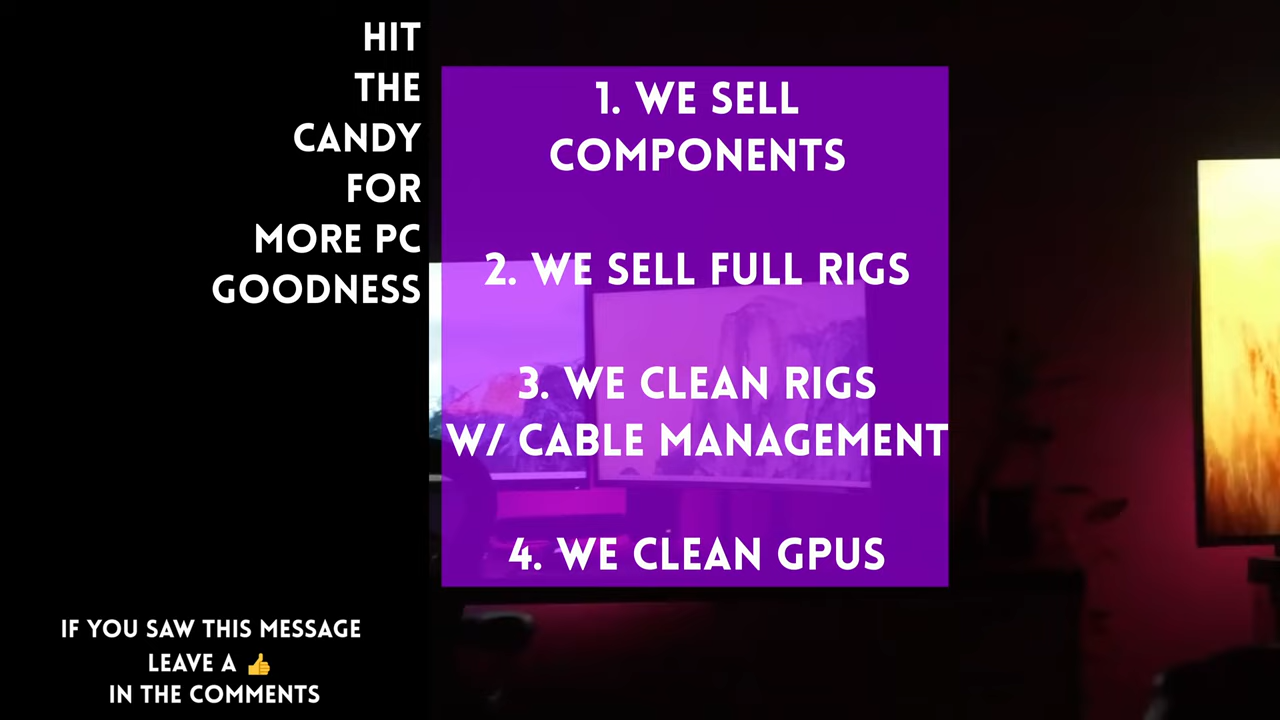 HIT
THE
CANDY
FOR
MORE PC
GOODNESS
1. WE SELL
COMPONENTS
2. WE SELL FULL RIGS
3. WE CLEAN RIGS
W/ CABLE MANAGEMENT
4. WE CLEAN GPUS
IF YOU SAW THIS MESSAGE
LEAVE A 👍
IN THE COMMENTS